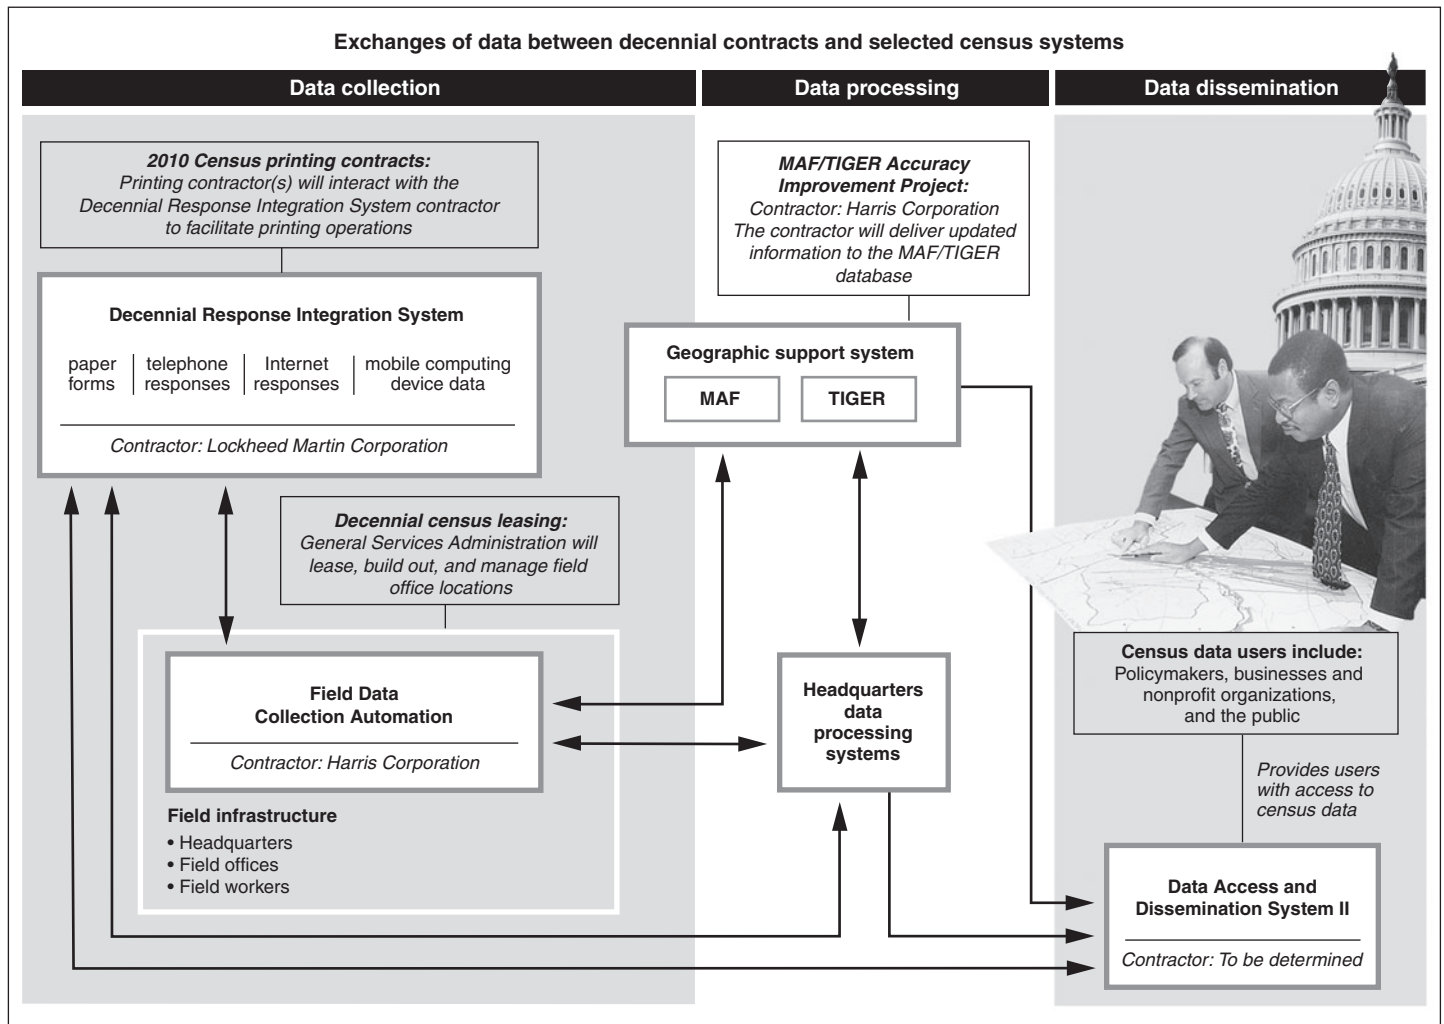 Exchanges of data between decennial contracts and selected census systems
Data collection
Data processing
Data dissemination
2010 Census printing contracts:
Printing contractor(s) will interact with the
Decennial Response Integration System contractor
to facilitate printing operations
Decennial Response Integration System
paper
forms
telephone
responses
Internet
responses
mobile computing
device data
Contractor: Lockheed Martin Corporation
Decennial census leasing:
General Services Administration will
lease, build out, and manage field
office locations
Field Data
Collection Automation
Contractor: Harris Corporation
Field infrastructure
• Headquarters
• Field offices
• Field workers
MAF/TIGER Accuracy
Improvement Project:
Contractor: Harris Corporation
The contractor will deliver updated
information to the MAF/TIGER
database
Geographic support system
MAF
TIGER
Headquarters
data
processing
systems
Census data users include:
Policymakers, businesses and
nonprofit organizations,
and the public
Provides users
with access to
census data
Data Access and
Dissemination System II
Contractor: To be determined